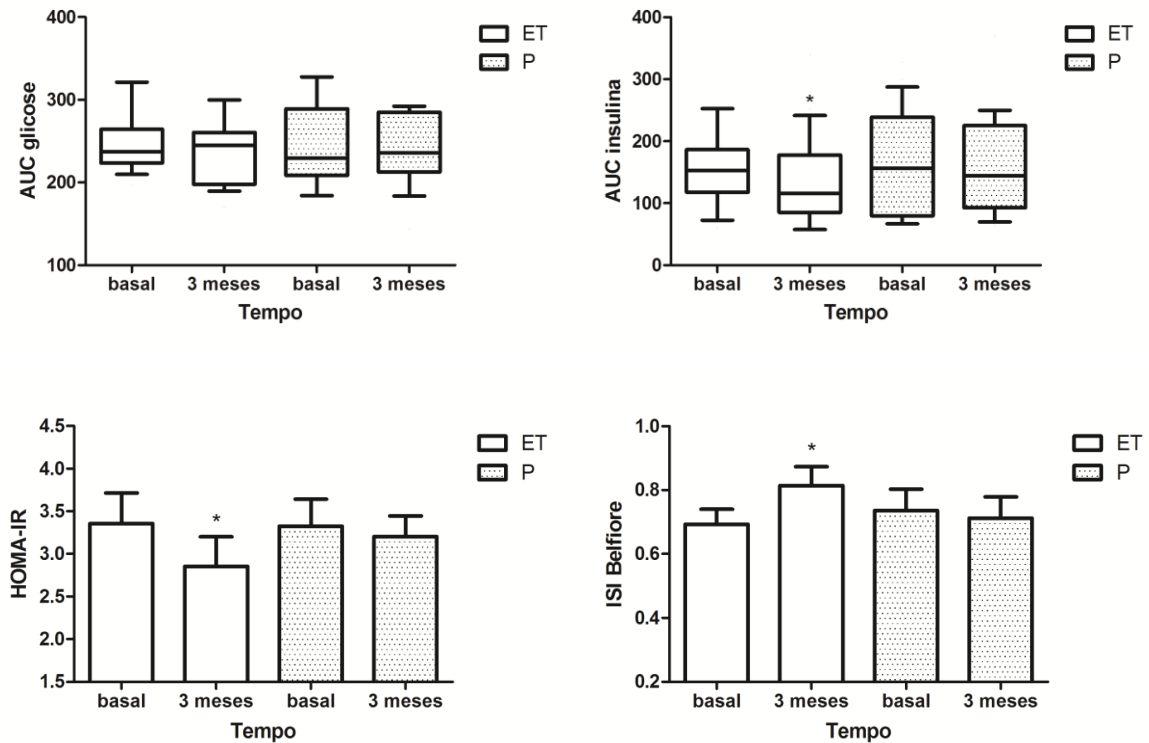 AUC glicose
400
300
200
100
basal 3 meses basal 3 meses
Tempo
ET
P
AUC insulina
400
300
200
100
0
*
basal 3 meses basal 3 meses
Tempo
ET
P
HOMA-IR
4.5
4.0
3.5
3.0
2.5
2.0
1.5
*
basal 3 meses basal 3 meses
Tempo
ET
P
ISI Belfiore
1.0
0.8
0.6
0.4
0.2
*
basal 3 meses basal 3 meses
Tempo
ET
P